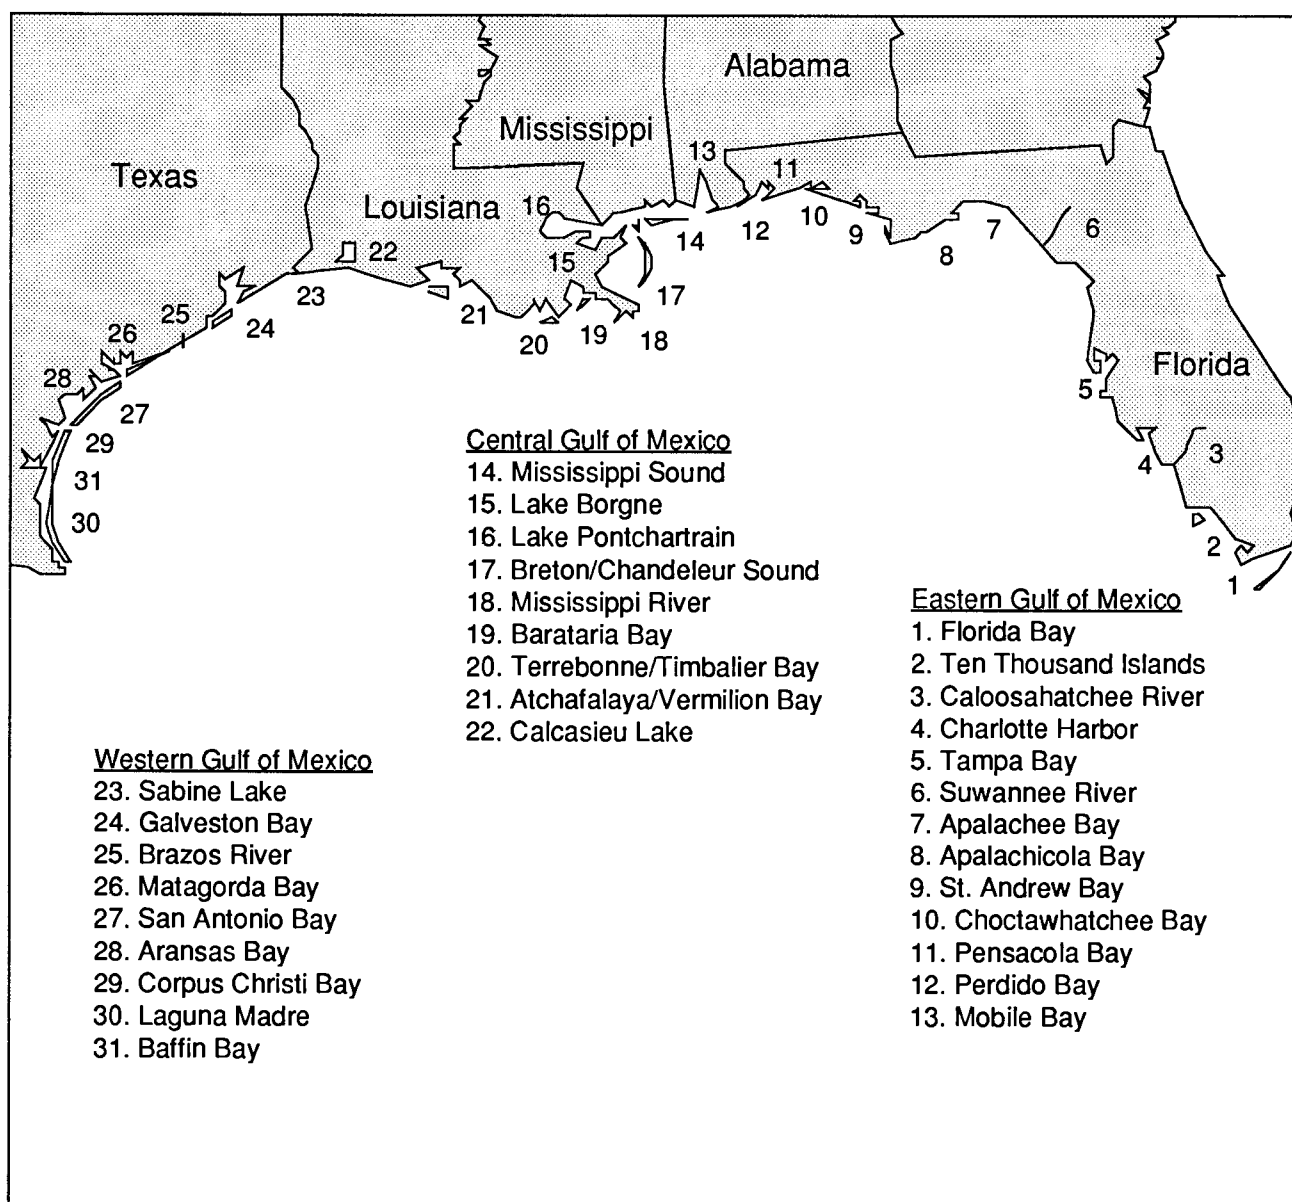 Alabama
Mississippi
13
Texas
11
Louisiana
16
22
15
14
12
10
9
8
7
6
23
21
20
19
17
18
25
24
26
28
27
29
31
30
Florida
5
4
3
2
1
Central Gulf of Mexico
14. Mississippi Sound
15. Lake Borgne
16. Lake Pontchartrain
17. Breton/Chandeleur Sound
18. Mississippi River
19. Barataria Bay
20. Terrebonne/Timbalier Bay
21. Atchafalaya/Vermilion Bay
22. Calcasieu Lake
Eastern Gulf of Mexico
1. Florida Bay
2. Ten Thousand Islands
3. Caloosahatchee River
4. Charlotte Harbor
5. Tampa Bay
6. Suwannee River
7. Apalachee Bay
8. Apalachicola Bay
9. St. Andrew Bay
10. Choctawhatchee Bay
11. Pensacola Bay
12. Perdido Bay
13. Mobile Bay
Western Gulf of Mexico
23. Sabine Lake
24. Galveston Bay
25. Brazos River
26. Matagorda Bay
27. San Antonio Bay
28. Aransas Bay
29. Corpus Christi Bay
30. Laguna Madre
31. Baffin Bay